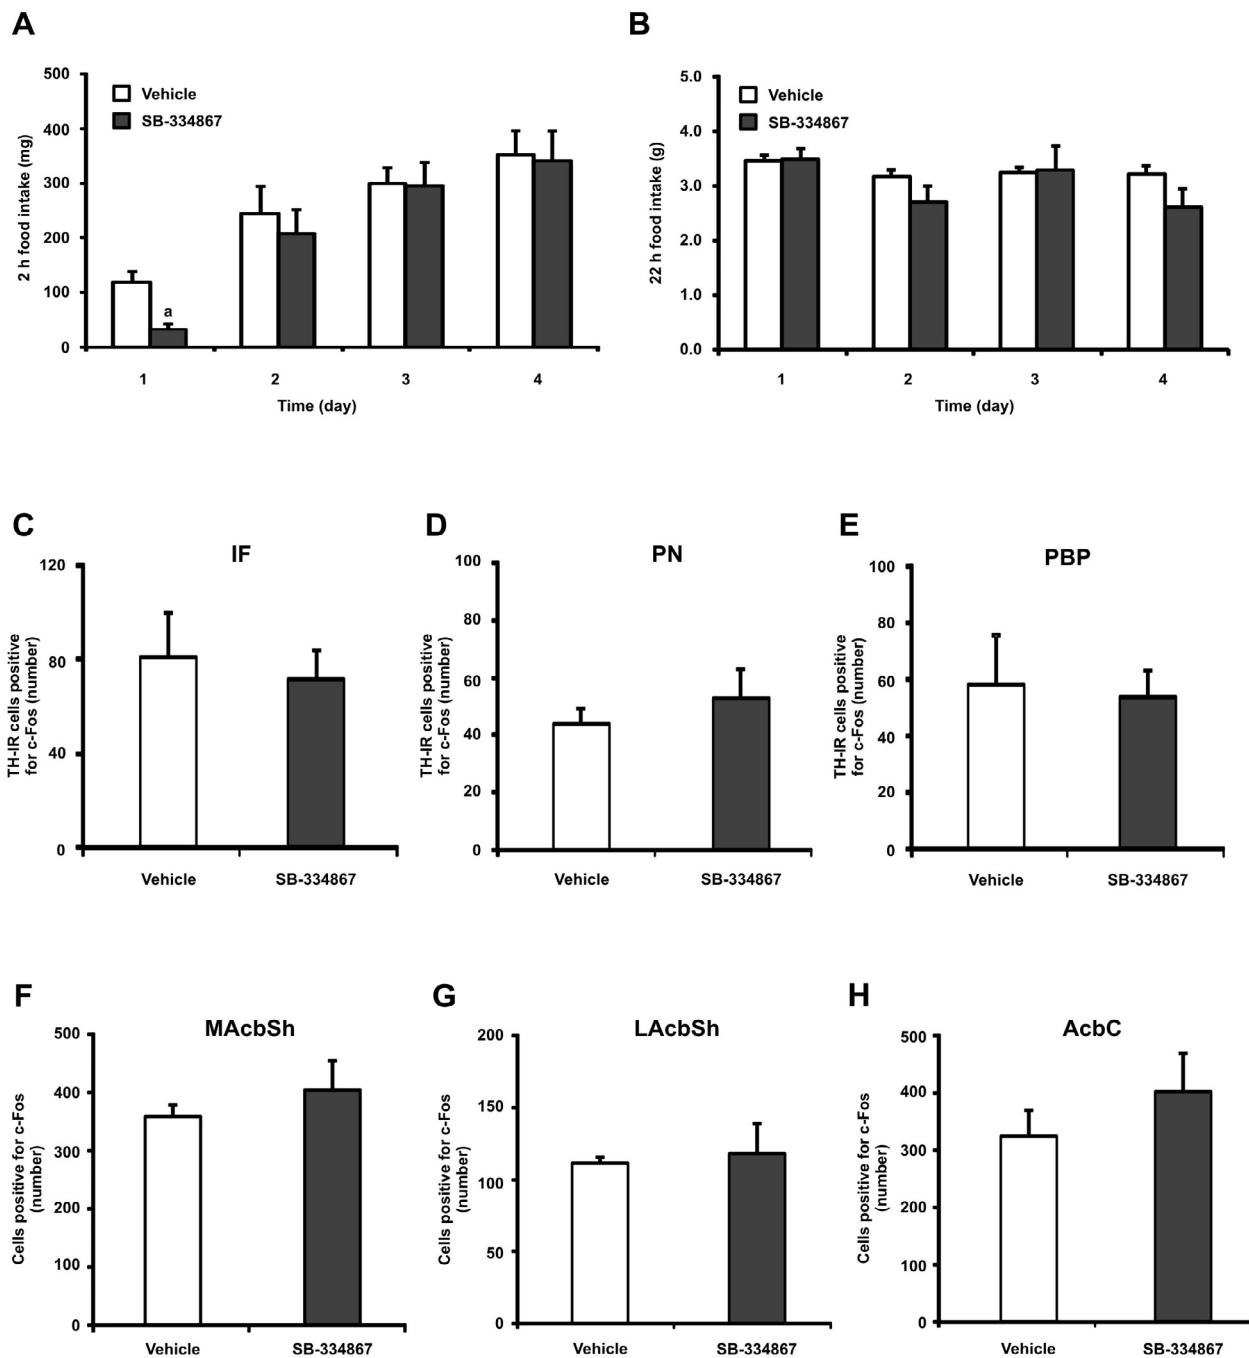 A
500
400
300
200
100
0
2 h food intake (mg)
Vehicle
SB-334867
a
1 2 3 4
Time (day)
B
5.0
4.0
3.0
2.0
1.0
0.0
22 h food intake (g)
Vehicle
SB-334867
1 2 3 4
Time (day)
C
IF
120
80
40
0
TH-IR cells positive
for c-Fos (number)
Vehicle SB-334867
D
PN
100
80
60
40
20
0
TH-IR cells positive
for c-Fos (number)
Vehicle SB-334867
E
PBP
100
80
60
40
20
0
TH-IR cells positive
for c-Fos (number)
Vehicle SB-334867
F
MAcbSh
500
400
300
200
100
0
Cells positive for c-Fos
(number)
Vehicle SB-334867
G
LAcbSh
200
150
100
50
0
Cells positive for c-Fos
(number)
Vehicle SB-334867
H
AcbC
500
400
300
200
100
0
Cells positive for c-Fos
(number)
Vehicle SB-334867